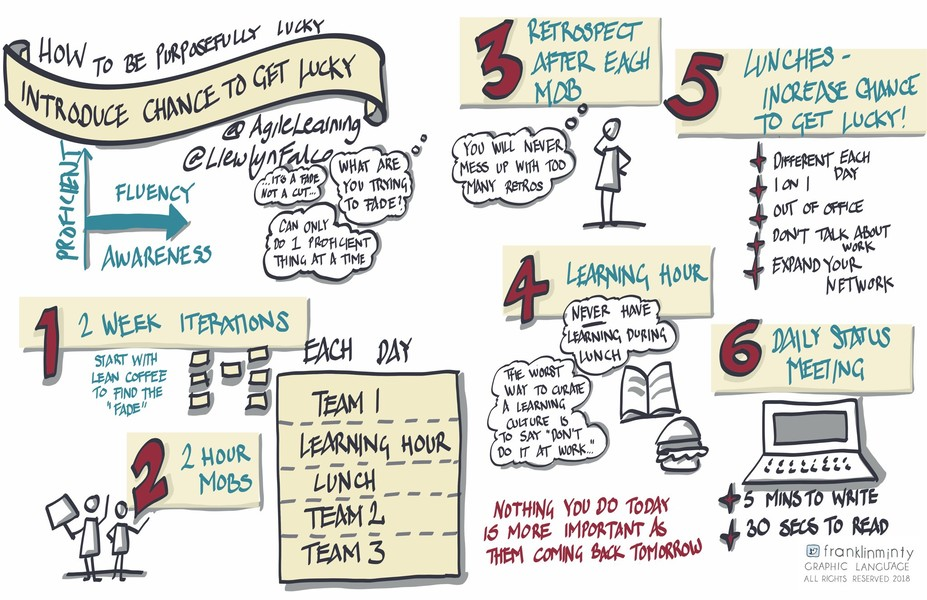 HOW TO BE PURPOSEFULLY LUCKY
INTRODUCE CHANCE TO GET LUCKY
@AgileLearning
@LlewlynFalco
PROFICIENT
FLUENCY
AWARENESS
...IT'S A FADE
NOT A CUT...
WHAT ARE
YOU TRYING
TO FADE?
CAN ONLY
DO 1 PROFICIENT
THING AT A TIME
1 2 WEEK ITERATIONS
START WITH
LEAN COFFEE
TO FIND THE
"FADE"
2 2 HOUR
MOBS
EACH DAY
TEAM 1
LEARNING HOUR
LUNCH
TEAM 2
TEAM 3
3 RETROSPECT
AFTER EACH
MOB
YOU WILL NEVER
MESS UP WITH TOO
MANY RETROS
4 LEARNING HOUR
NEVER HAVE
LEARNING DURING
LUNCH
THE WORST
WAY TO CURATE
A LEARNING
CULTURE IS
TO SAY "DON'T
DO IT AT WORK..."
NOTHING YOU DO TODAY
IS MORE IMPORTANT AS
THEM COMING BACK TOMORROW
5 LUNCHES -
INCREASE CHANCE
TO GET LUCKY!
DIFFERENT EACH
DAY
1 ON 1
OUT OF OFFICE
DON'T TALK ABOUT
WORK
EXPAND YOUR
NETWORK
6 DAILY STATUS
MEETING
5 MINS TO WRITE
30 SECS TO READ
franklinminty
GRAPHIC LANGUAGE
ALL RIGHTS RESERVED 2018